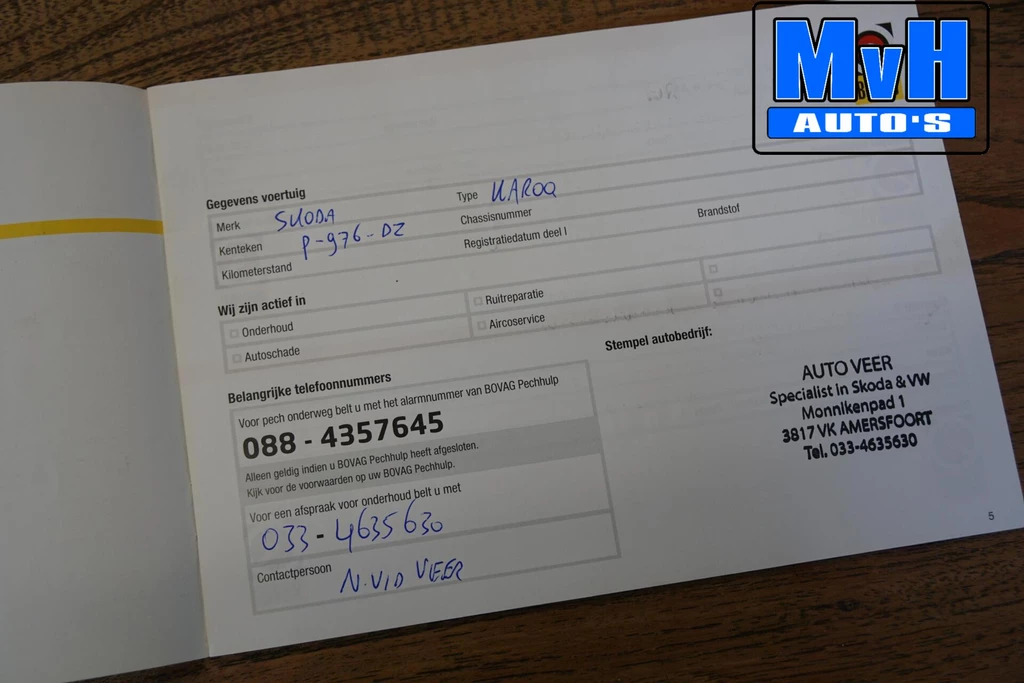 MvH
AUTO'S
Gegevens voertuig
Merk SKODA Type KAROQ
Kenteken P-976-DZ Chassisnummer
Kilometerstand Registratiedatum deel I Brandstof
Wij zijn actief in
Onderhoud Ruitreparatie
Autoschade Aircoservice
Belangrijke telefoonnummers
Voor pech onderweg belt u met het alarmnummer van BOVAG Pechhulp
088 - 4357645
Alleen geldig indien u BOVAG Pechhulp heeft afgesloten.
Kijk voor de voorwaarden op uw BOVAG Pechhulp.
Voor een afspraak voor onderhoud belt u met
033 - 4635630
Contactpersoon N. VID VEER
Stempel autobedrijf:
AUTO VEER
Specialist in Skoda & VW
Monnikenpad 1
3817 VK AMERSFOORT
Tel. 033-4635630
5